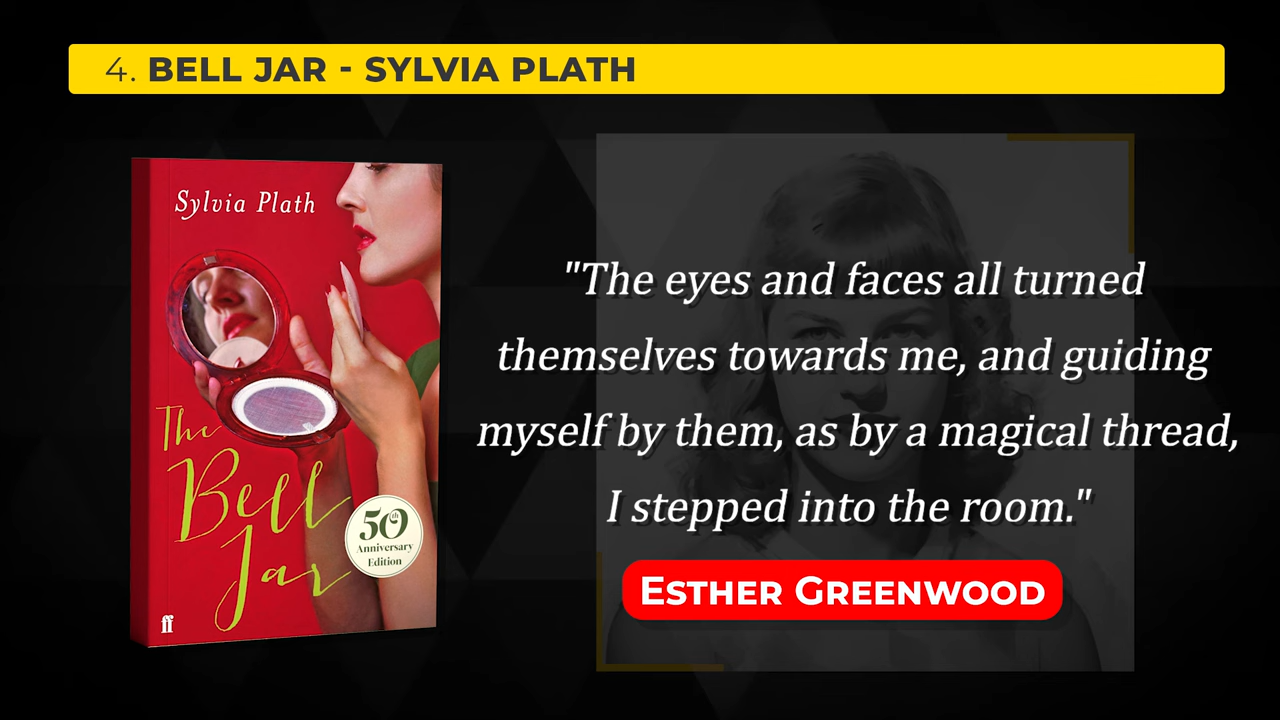 4. BELL JAR - SYLVIA PLATH
Sylvia Plath
The
Bell
Jar
50th
Anniversary
Edition
ff
"The eyes and faces all turned
themselves towards me, and guiding
myself by them, as by a magical thread,
I stepped into the room."
ESTHER GREENWOOD